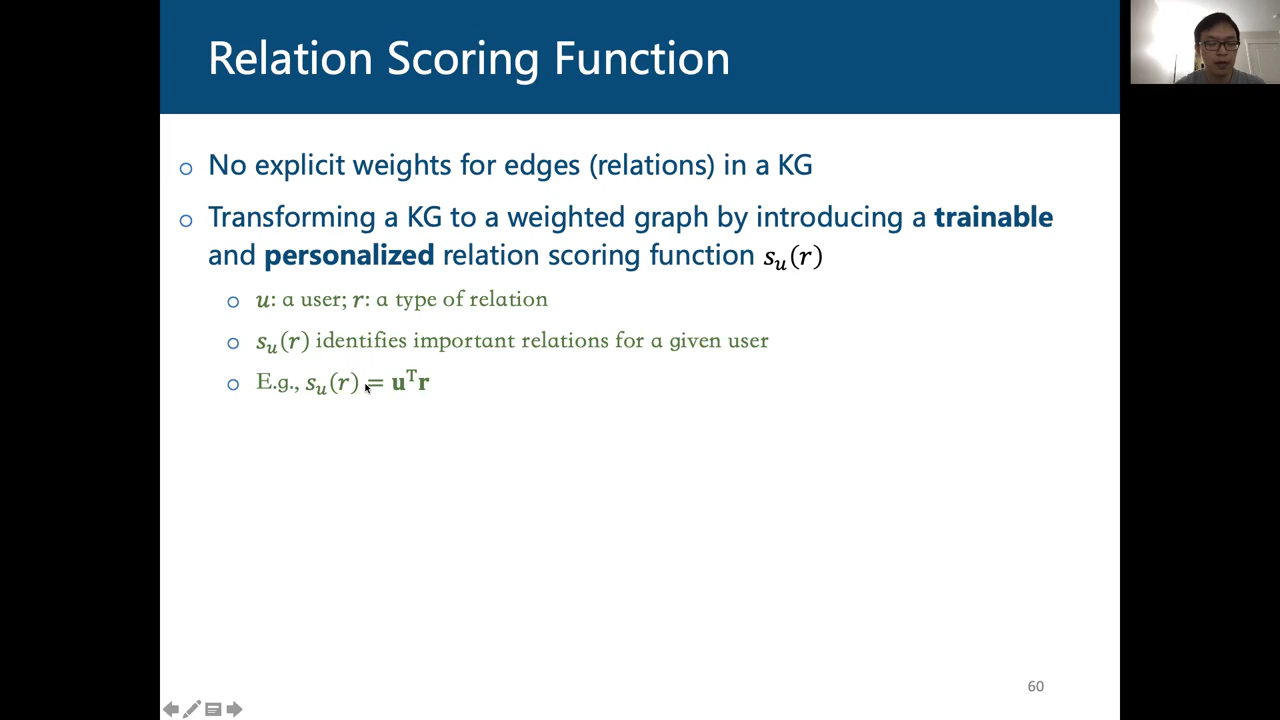 Relation Scoring Function
○ No explicit weights for edges (relations) in a KG
○ Transforming a KG to a weighted graph by introducing a trainable
and personalized relation scoring function sᵤ(r)
○ u: a user; r: a type of relation
○ sᵤ(r) identifies important relations for a given user
○ E.g., sᵤ(r) = uᵀr
60